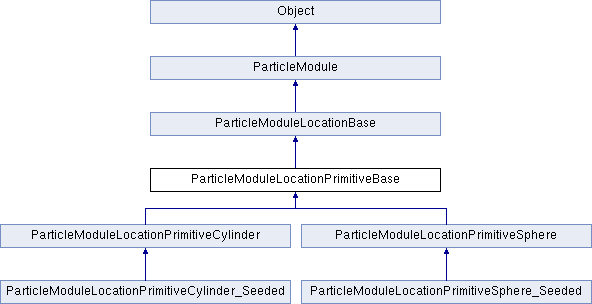 Object
ParticleModule
ParticleModuleLocationBase
ParticleModuleLocationPrimitiveBase
ParticleModuleLocationPrimitiveCylinder
ParticleModuleLocationPrimitiveSphere
ParticleModuleLocationPrimitiveCylinder_Seeded
ParticleModuleLocationPrimitiveSphere_Seeded